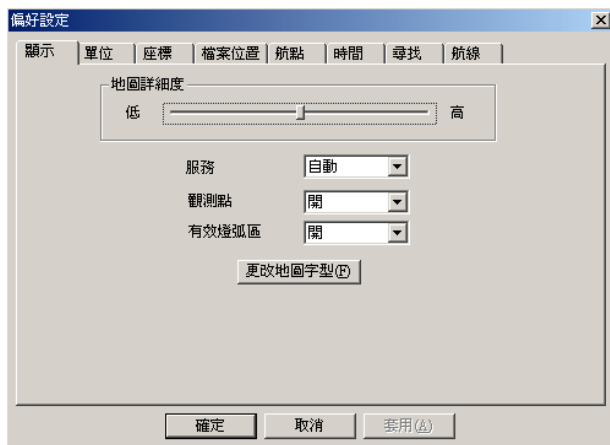 偏好設定
顯示 單位 座標 檔案位置 航點 時間 尋找 航線
地圖詳細度
低 高
服務 自動
觀測點 開
有效燈弧區 開
更改地圖字型(F)
確定 取消 套用(A)